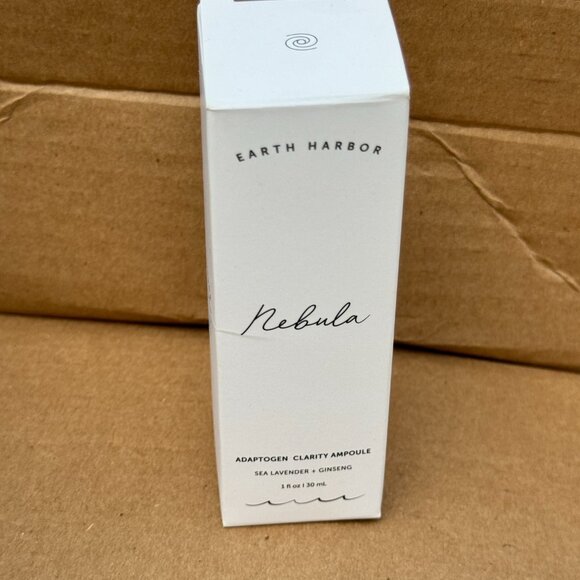 EARTH HARBOR
Nebula
ADAPTOGEN CLARITY AMPOULE
SEA LAVENDER + GINSENG
1 fl oz | 30 mL